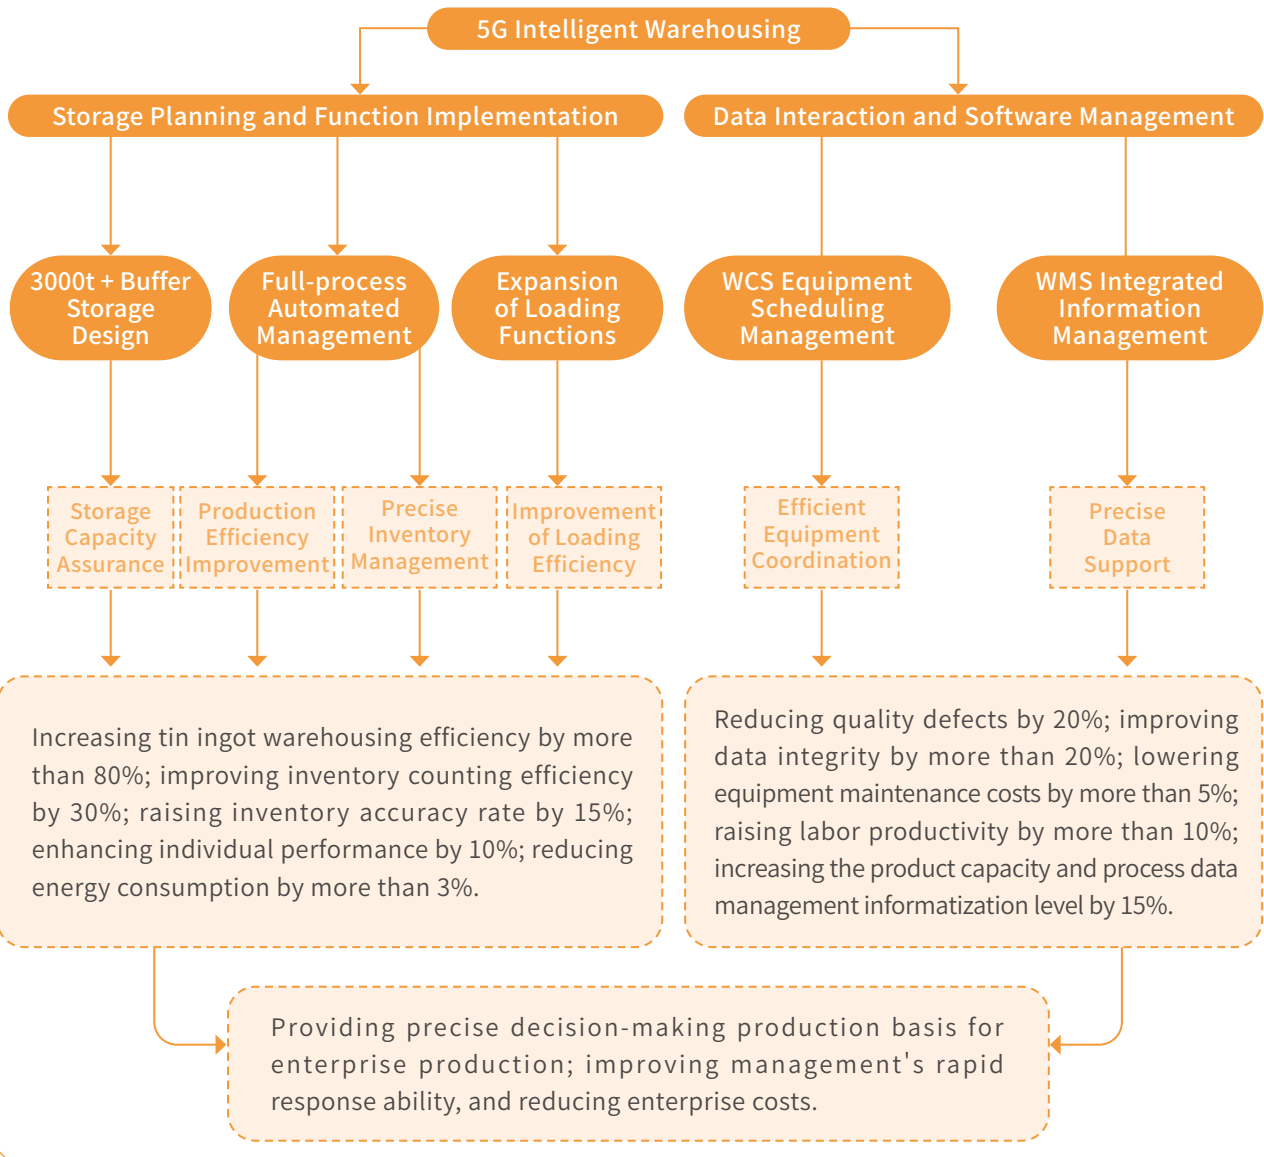 5G Intelligent Warehousing
Storage Planning and Function Implementation
Data Interaction and Software Management
3000t + Buffer
Storage
Design
Full-process
Automated
Management
Expansion
of Loading
Functions
WCS Equipment
Scheduling
Management
WMS Integrated
Information
Management
Storage
Capacity
Assurance
Production
Efficiency
Improvement
Precise
Inventory
Management
Improvement
of Loading
Efficiency
Efficient
Equipment
Coordination
Precise
Data
Support
Increasing tin ingot warehousing efficiency by more
than 80%; improving inventory counting efficiency
by 30%; raising inventory accuracy rate by 15%;
enhancing individual performance by 10%; reducing
energy consumption by more than 3%.
Reducing quality defects by 20%; improving
data integrity by more than 20%; lowering
equipment maintenance costs by more than 5%;
raising labor productivity by more than 10%;
increasing the product capacity and process data
management informatization level by 15%.
Providing precise decision-making production basis for
enterprise production; improving management's rapid
response ability, and reducing enterprise costs.